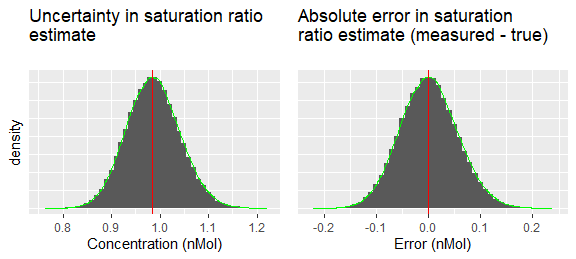 Uncertainty in saturation ratio
estimate
Absolute error in saturation
ratio estimate (measured - true)
density
0.8 0.9 1.0 1.1 1.2
Concentration (nMol)
-0.2 -0.1 0.0 0.1 0.2
Error (nMol)